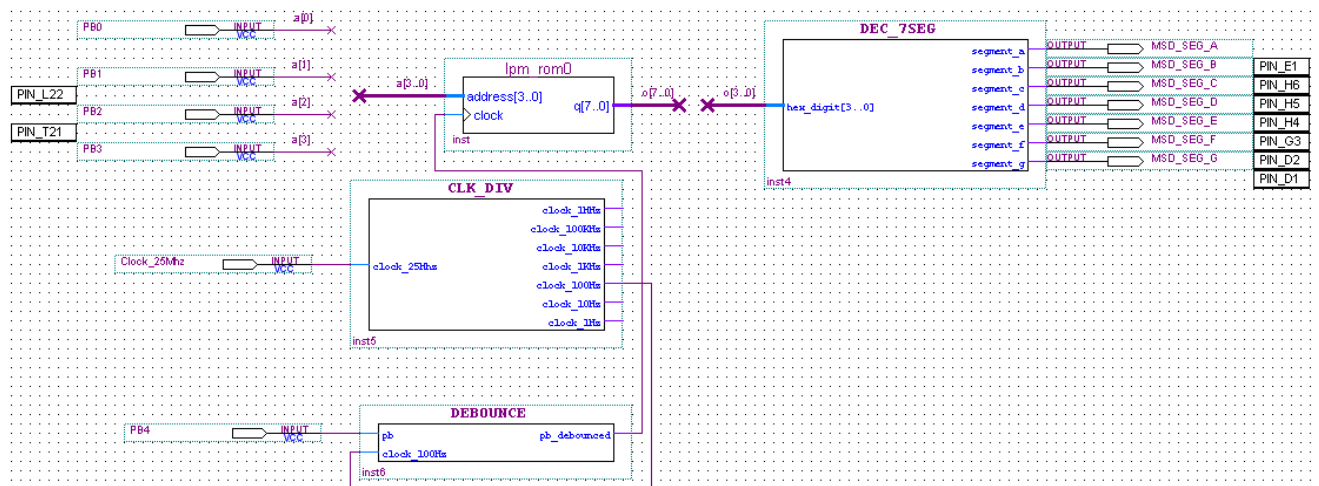 PB0 INPUT VCC a[0]
PB1 INPUT VCC a[1]
PIN_L22
PB2 INPUT VCC a[2]
PIN_T21
PB3 INPUT VCC a[3]
lpm_rom0
a[3..0] address[3..0] q[7..0] o[7..0]
clock
inst
DEC_7SEG
o[3..0] hex_digit[3..0]
segment_a OUTPUT MSD_SEG_A
segment_b OUTPUT MSD_SEG_B PIN_E1
segment_c OUTPUT MSD_SEG_C PIN_H6
segment_d OUTPUT MSD_SEG_D PIN_H5
segment_e OUTPUT MSD_SEG_E PIN_H4
segment_f OUTPUT MSD_SEG_F PIN_G3
segment_g OUTPUT MSD_SEG_G PIN_D2
PIN_D1
inst4
CLK_DIV
clock_1MHz
clock_100KHz
clock_10KHz
Clock_25Mhz INPUT VCC clock_25Mhz clock_1KHz
clock_100Hz
clock_10Hz
clock_1Hz
inst5
DEBOUNCE
PB4 INPUT VCC pb pb_debounced
clock_100Hz
inst6